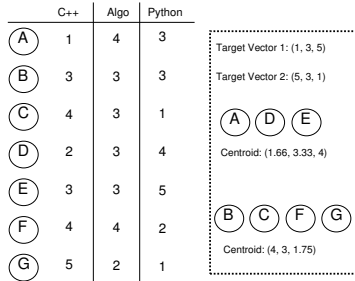 C++ Algo Python
A 1 4 3
B 3 3 3
C 4 3 1
D 2 3 4
E 3 3 5
F 4 4 2
G 5 2 1
Target Vector 1: (1, 3, 5)
Target Vector 2: (5, 3, 1)
A D E
Centroid: (1.66, 3.33, 4)
B C F G
Centroid: (4, 3, 1.75)